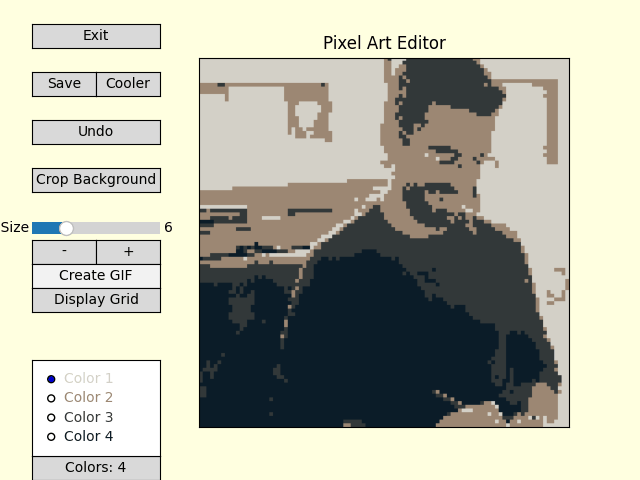 Exit
Pixel Art Editor
Save Cooler
Undo
Crop Background
Size 6
- +
Create GIF
Display Grid
Color 1
Color 2
Color 3
Color 4
Colors: 4